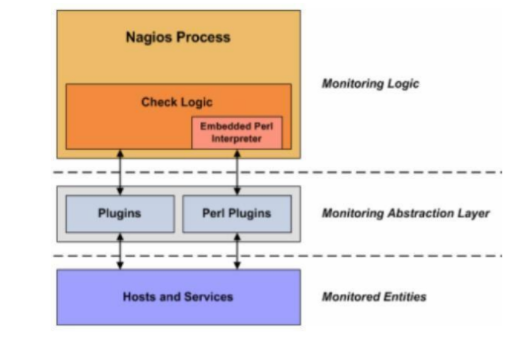 Nagios Process
Monitoring Logic
Check Logic
Embedded Perl
Interpreter
Plugins
Perl Plugins
Monitoring Abstraction Layer
Hosts and Services
Monitored Entities